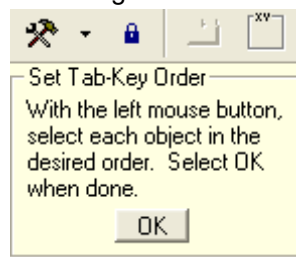 xv
Set Tab-Key Order
With the left mouse button,
select each object in the
desired order.  Select OK
when done.
OK